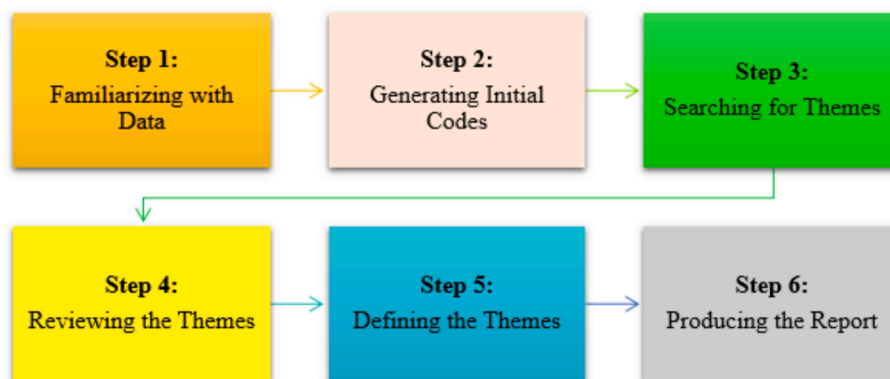 Step 1:
Familiarizing with
Data
Step 2:
Generating Initial
Codes
Step 3:
Searching for Themes
Step 4:
Reviewing the Themes
Step 5:
Defining the Themes
Step 6:
Producing the Report